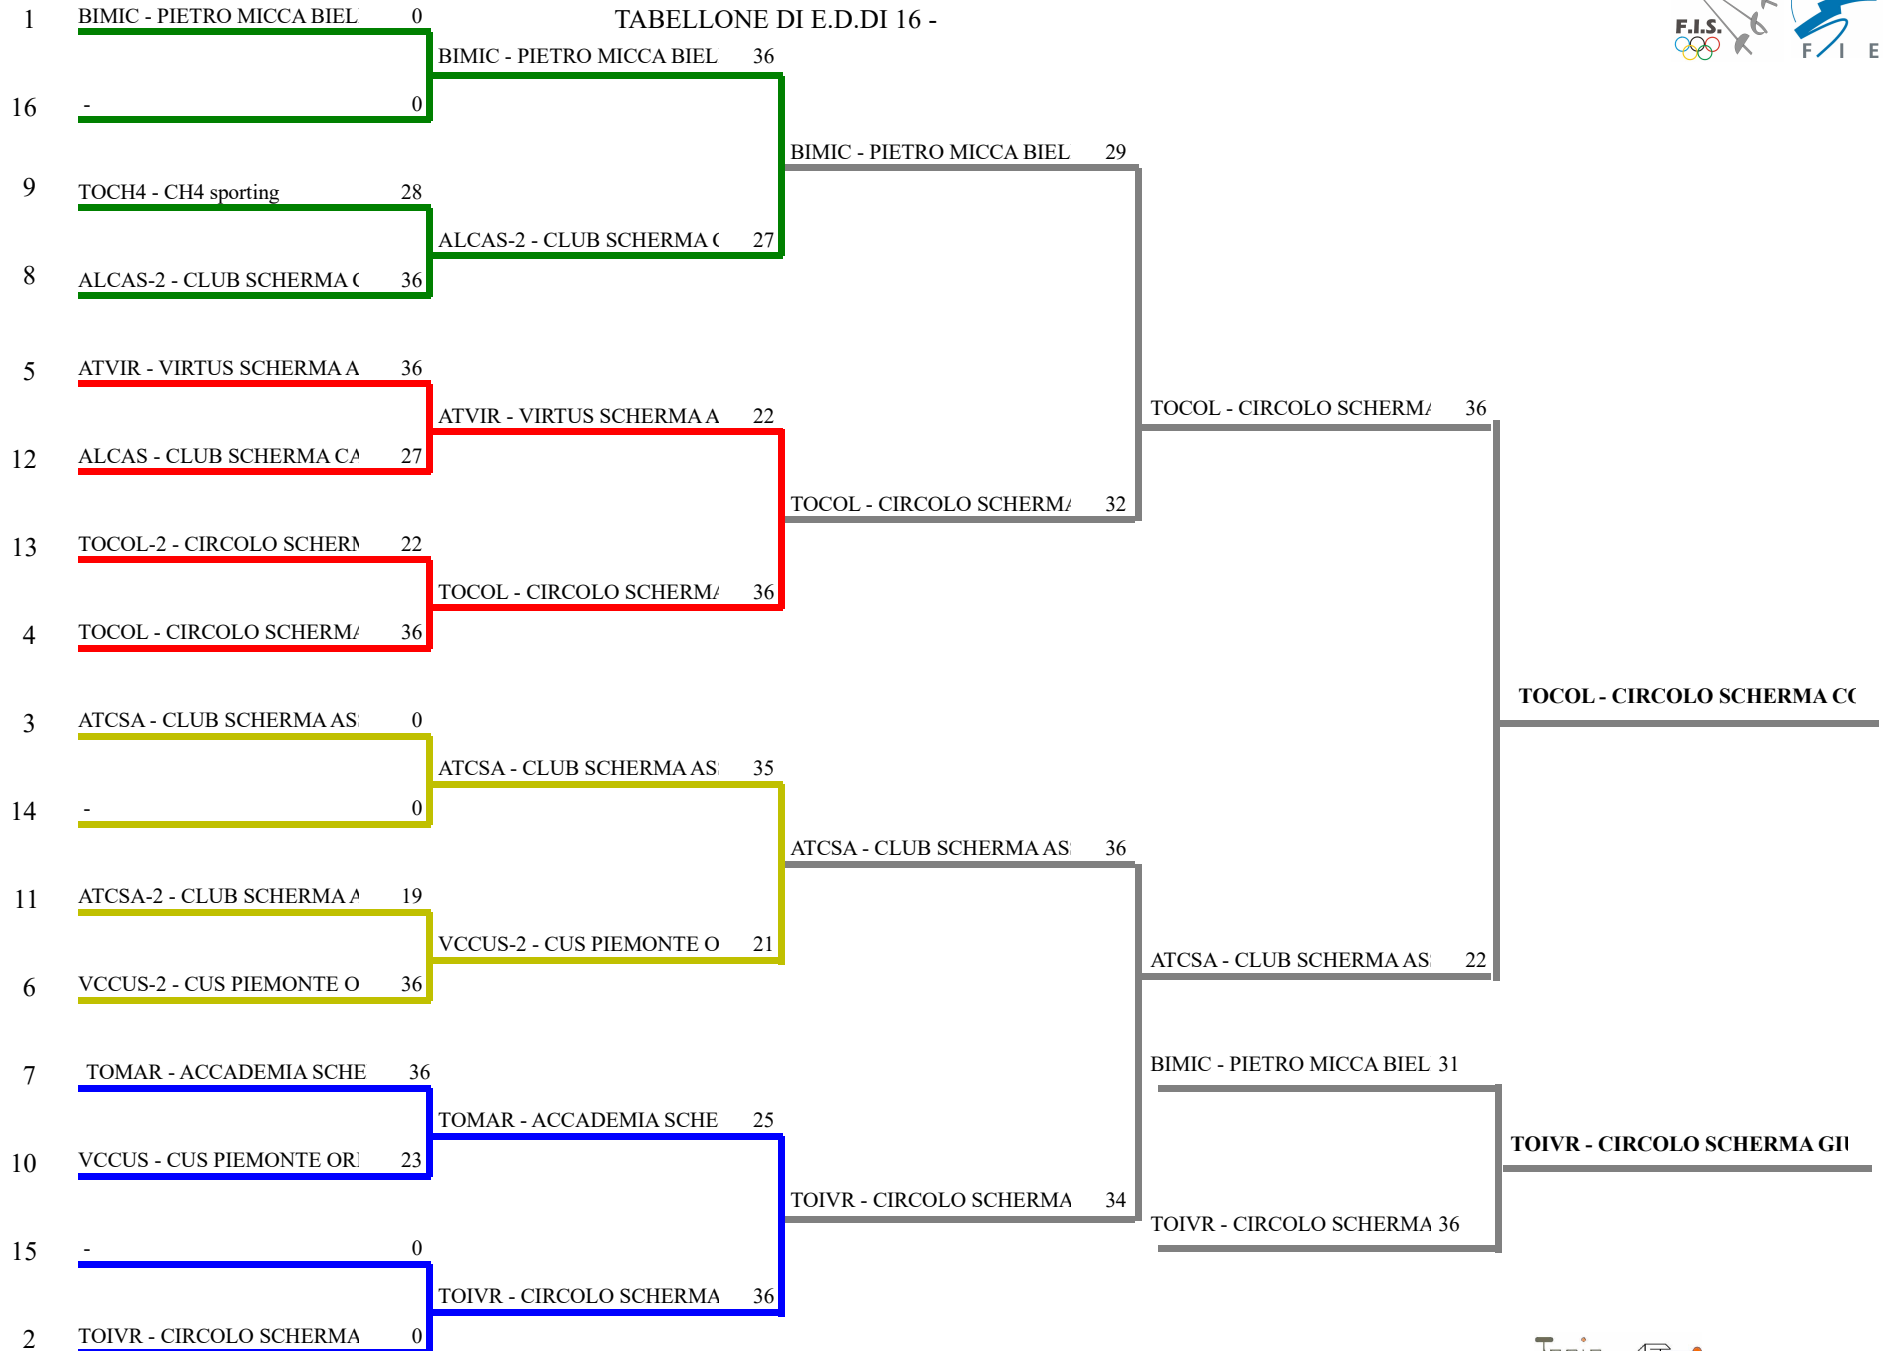 1 BIMIC - PIETRO MICCA BIEL 0
TABELLONE DI E.D.DI 16 -
F.I.S.
F I E
BIMIC - PIETRO MICCA BIEL 36
16 - 0
BIMIC - PIETRO MICCA BIEL 29
9 TOCH4 - CH4 sporting 28
ALCAS-2 - CLUB SCHERMA 27
8 ALCAS-2 - CLUB SCHERMA 36
5 ATVIR - VIRTUS SCHERMA A 36
ATVIR - VIRTUS SCHERMA A 22
TOCOL - CIRCOLO SCHERMA 36
12 ALCAS - CLUB SCHERMA CA 27
TOCOL - CIRCOLO SCHERMA 32
13 TOCOL-2 - CIRCOLO SCHERM 22
TOCOL - CIRCOLO SCHERMA 36
4 TOCOL - CIRCOLO SCHERMA 36
TOCOL - CIRCOLO SCHERMA CO
3 ATCSA - CLUB SCHERMA AS 0
ATCSA - CLUB SCHERMA AS 35
14 - 0
ATCSA - CLUB SCHERMA AS 36
11 ATCSA-2 - CLUB SCHERMA A 19
VCCUS-2 - CUS PIEMONTE O 21
ATCSA - CLUB SCHERMA AS 22
6 VCCUS-2 - CUS PIEMONTE O 36
7 TOMAR - ACCADEMIA SCHE 36
BIMIC - PIETRO MICCA BIEL 31
TOMAR - ACCADEMIA SCHE 25
TOIVR - CIRCOLO SCHERMA GIU
10 VCCUS - CUS PIEMONTE ORI 23
TOIVR - CIRCOLO SCHERMA 34
TOIVR - CIRCOLO SCHERMA 36
15 - 0
TOIVR - CIRCOLO SCHERMA 36
2 TOIVR - CIRCOLO SCHERMA 0